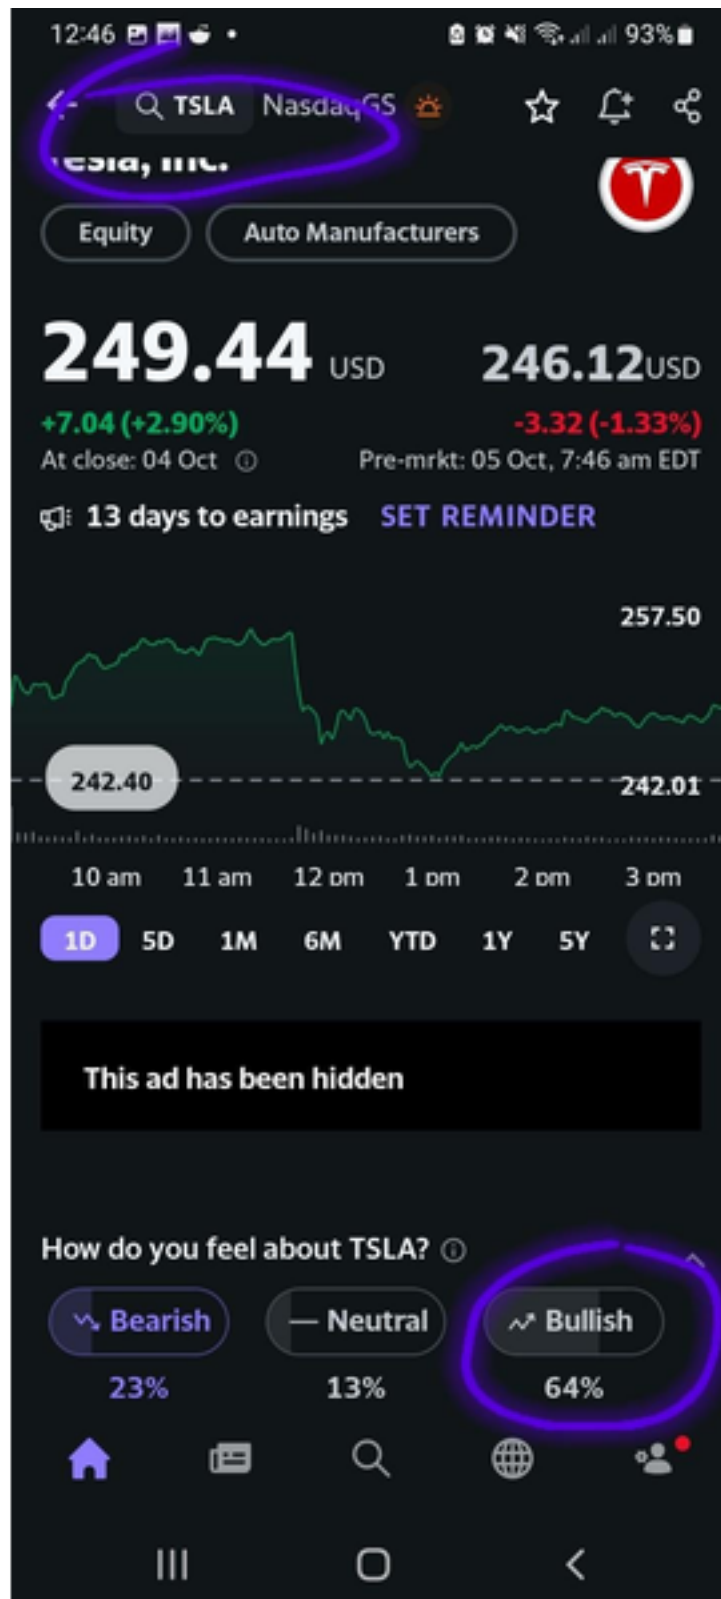 12:46 93%
TSLA NasdaqGS
Tesla, Inc.
Equity Auto Manufacturers
249.44 USD 246.12USD
+7.04 (+2.90%) -3.32 (-1.33%)
At close: 04 Oct Pre-mrkt: 05 Oct, 7:46 am EDT
13 days to earnings SET REMINDER
257.50
242.40 242.01
10 am 11 am 12 pm 1 pm 2 pm 3 pm
1D 5D 1M 6M YTD 1Y 5Y
This ad has been hidden
How do you feel about TSLA?
Bearish Neutral Bullish
23% 13% 64%